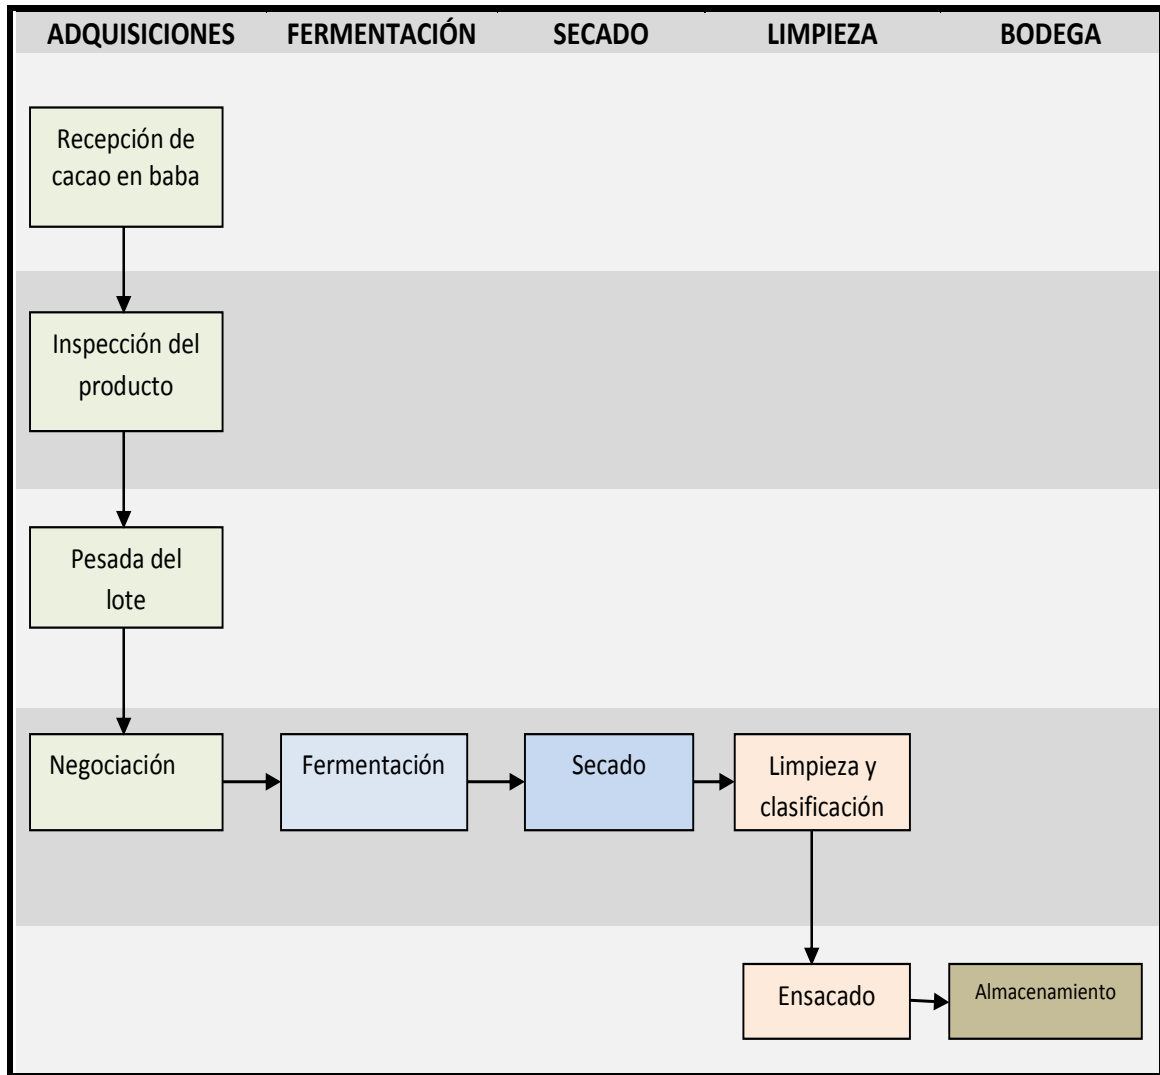 ADQUISICIONES FERMENTACIÓN SECADO LIMPIEZA BODEGA
Recepción de
cacao en baba
Inspección del
producto
Pesada del
lote
Negociación
Fermentación
Secado
Limpieza y
clasificación
Ensacado
Almacenamiento